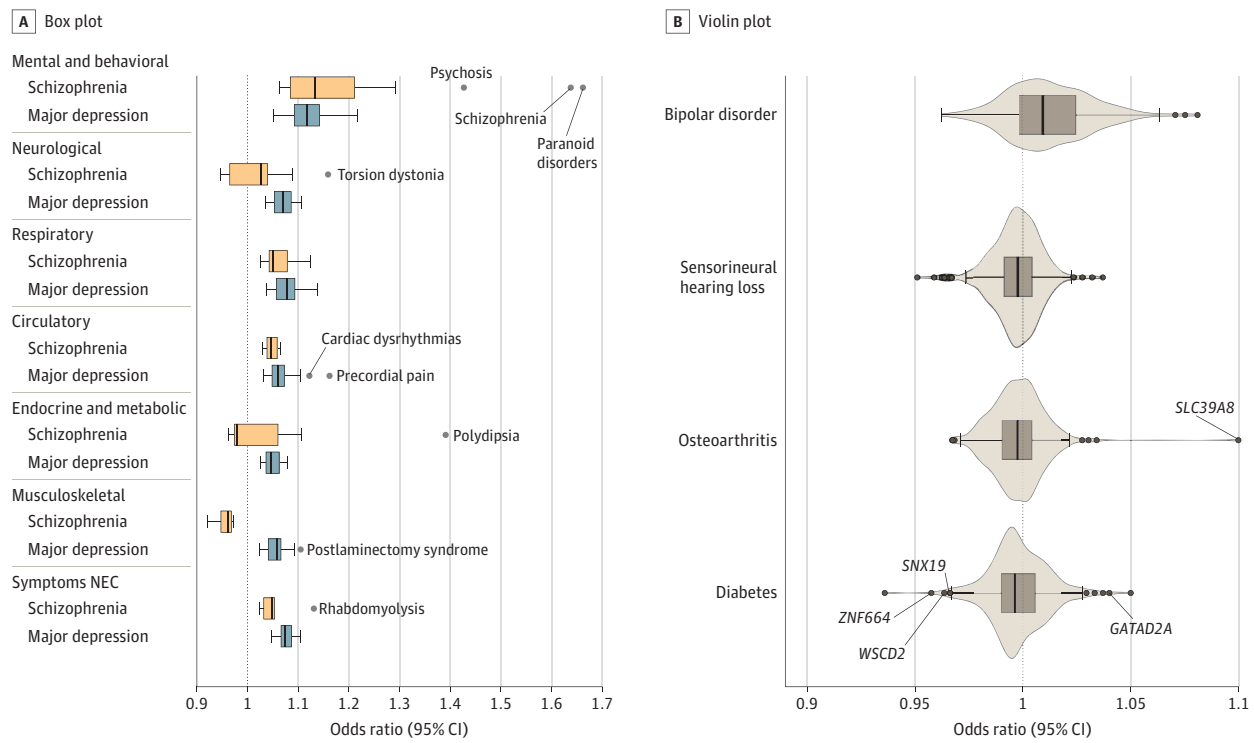 A Box plot
Mental and behavioral
Schizophrenia
Major depression
Neurological
Schizophrenia
Major depression
Respiratory
Schizophrenia
Major depression
Circulatory
Schizophrenia
Major depression
Endocrine and metabolic
Schizophrenia
Major depression
Musculoskeletal
Schizophrenia
Major depression
Symptoms NEC
Schizophrenia
Major depression
Psychosis
Schizophrenia
Paranoid
disorders
Torsion dystonia
Cardiac dysrhythmias
Precordial pain
Polydipsia
Postlaminectomy syndrome
Rhabdomyolysis
0.9 1 1.1 1.2 1.3 1.4 1.5 1.6 1.7
Odds ratio (95% CI)
B Violin plot
Bipolar disorder
Sensorineural
hearing loss
Osteoarthritis
Diabetes
SLC39A8
SNX19
ZNF664
WSCD2
GATAD2A
0.9 0.95 1 1.05 1.1
Odds ratio (95% CI)